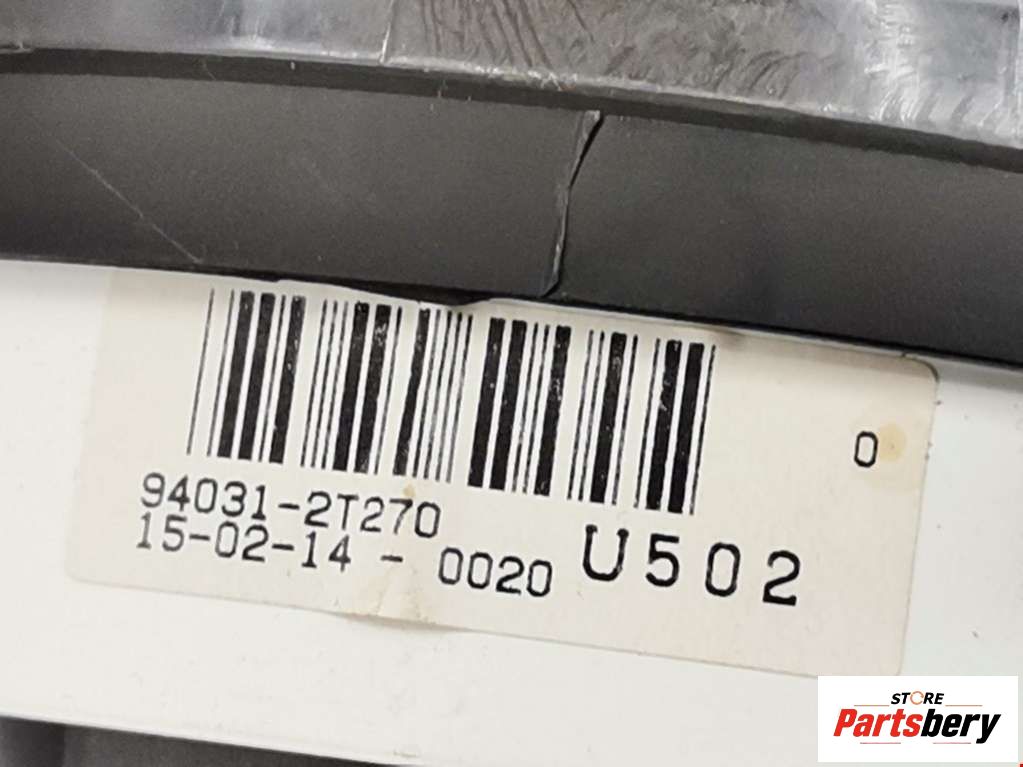 0
94031-2T270
15-02-14 - 0020 U502
STORE
Partsbery